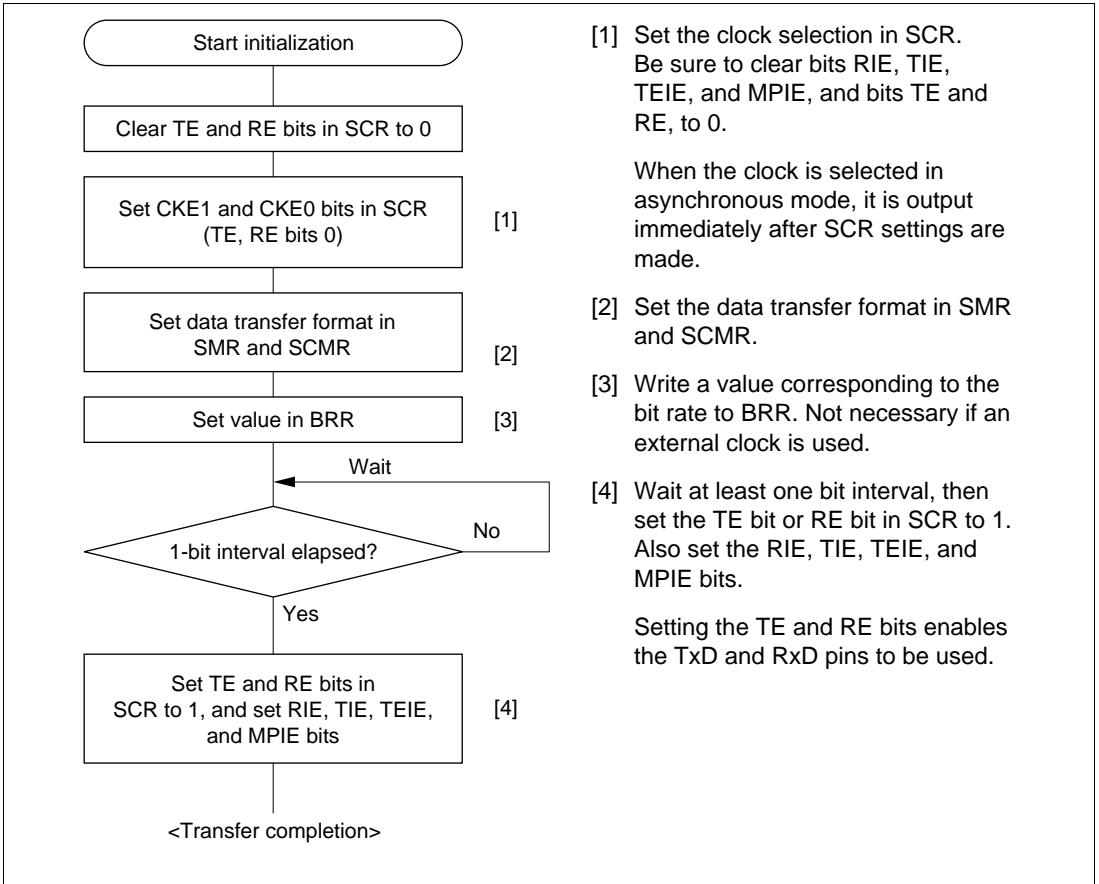 Start initialization
Clear TE and RE bits in SCR to 0
Set CKE1 and CKE0 bits in SCR
(TE, RE bits 0)
[1]
Set data transfer format in
SMR and SCMR
[2]
Set value in BRR
[3]
Wait
No
1-bit interval elapsed?
Yes
Set TE and RE bits in
SCR to 1, and set RIE, TIE, TEIE,
and MPIE bits
[4]
<Transfer completion>
[1] Set the clock selection in SCR.
Be sure to clear bits RIE, TIE,
TEIE, and MPIE, and bits TE and
RE, to 0.
When the clock is selected in
asynchronous mode, it is output
immediately after SCR settings are
made.
[2] Set the data transfer format in SMR
and SCMR.
[3] Write a value corresponding to the
bit rate to BRR. Not necessary if an
external clock is used.
[4] Wait at least one bit interval, then
set the TE bit or RE bit in SCR to 1.
Also set the RIE, TIE, TEIE, and
MPIE bits.
Setting the TE and RE bits enables
the TxD and RxD pins to be used.